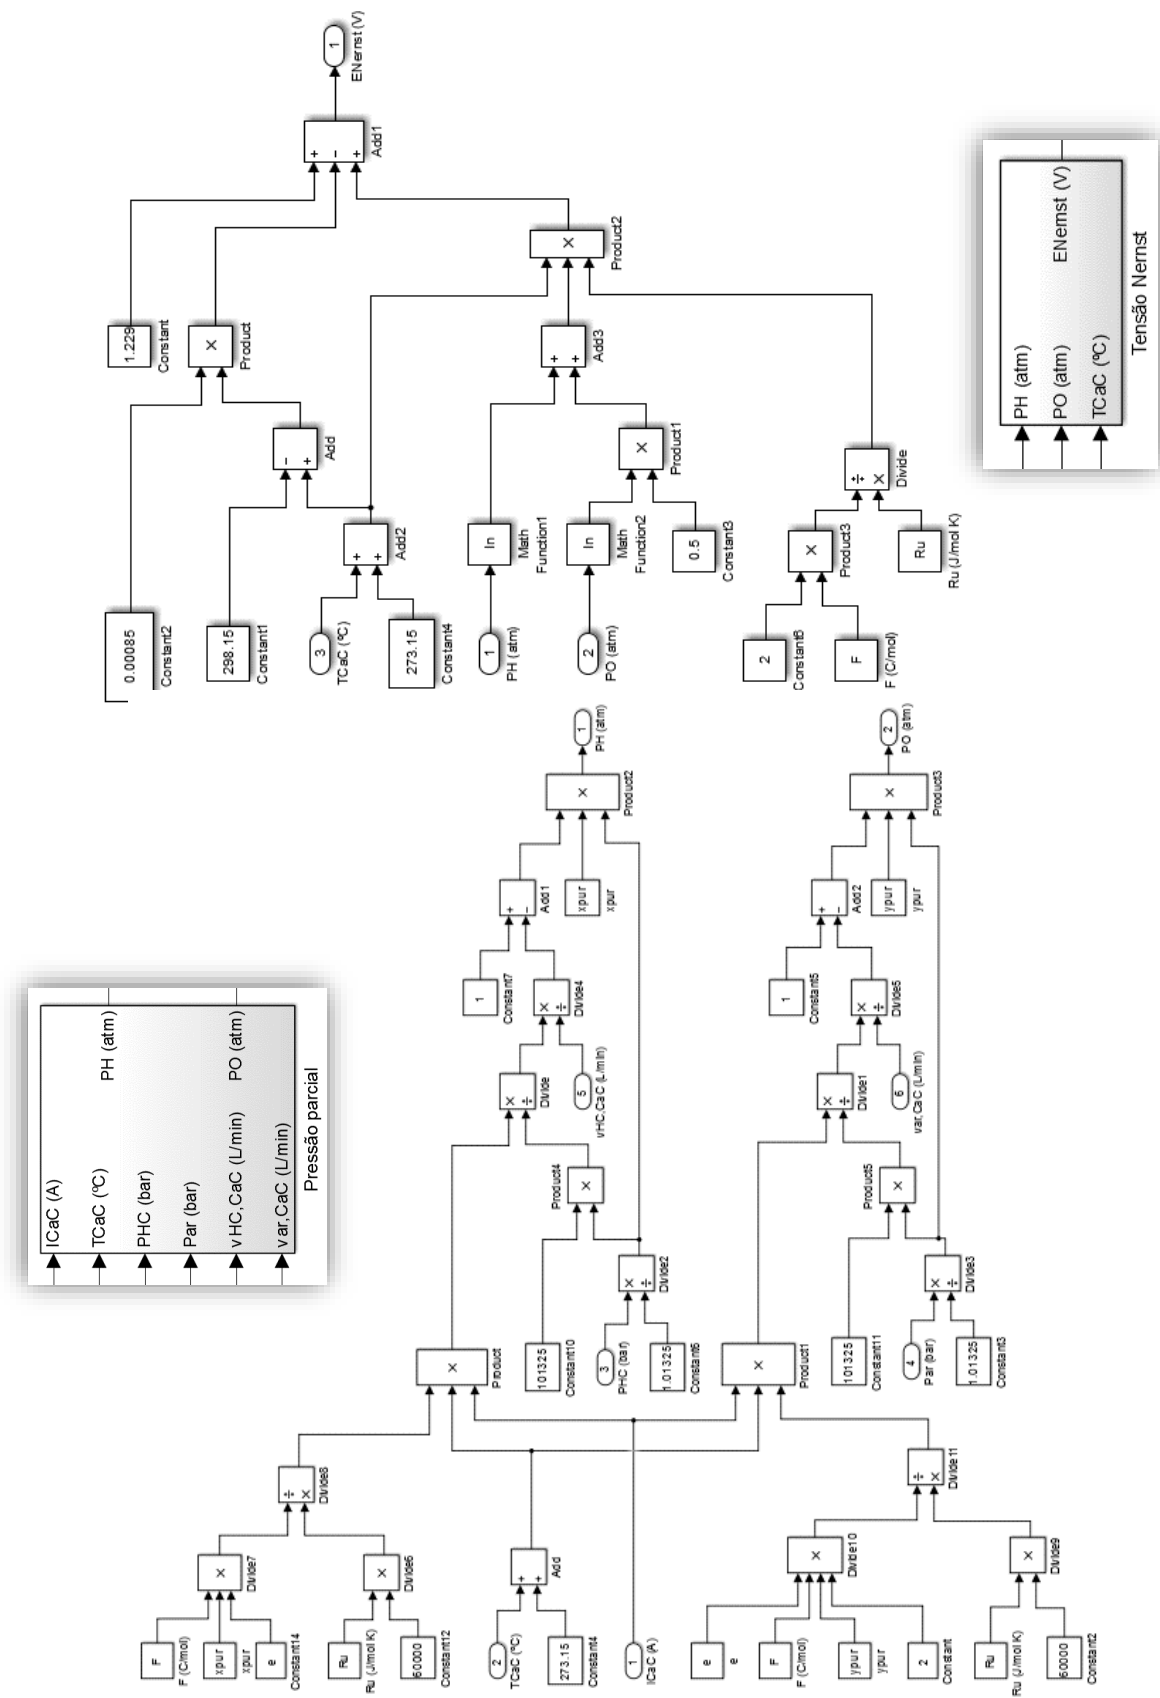 1
ENernst (V)
+
−
+
Add1
×
Product2
1.229
Constant
×
Product
+
+
Add3
−
+
Add
×
Product1
÷
×
Divide
+
+
Add2
ln
Math
Function1
ln
Math
Function2
0.5
Constant3
×
Product3
Ru
Ru (J/mol K)
0.00085
Constant2
298.15
Constant1
3
TCaC (ºC)
273.15
Constant4
1
PH (atm)
2
PO (atm)
2
Constant6
F
F (C/mol)
PH (atm)
PO (atm)
TCaC (ºC)
ENernst (V)
Tensão Nernst
ICaC (A)
TCaC (ºC)
PHC (bar)
Par (bar)
vHC,CaC (L/min)
var,CaC (L/min)
PH (atm)
PO (atm)
Pressão parcial
1
PH (atm)
2
PO (atm)
×
Product2
×
Product3
+
−
Add1
xpur
xpur
+
−
Add2
ypur
ypur
1
Constant7
×
÷
Divide4
1
Constant5
×
÷
Divide5
×
÷
Divide
5
vHC,CaC (L/min)
×
÷
Divide1
6
var,CaC (L/min)
×
Product4
×
Product5
×
÷
Divide2
×
÷
Divide3
×
Product
101325
Constant10
3
PHC (bar)
1.01325
Constant6
×
Product1
101325
Constant11
4
Par (bar)
1.01325
Constant3
÷
×
Divide8
÷
×
Divide11
×
Divide7
×
Divide6
+
+
Add
×
Divide10
×
Divide9
F
F (C/mol)
xpur
xpur
e
Constant14
Ru
Ru (J/mol K)
60000
Constant12
2
TCaC (ºC)
273.15
Constant4
1
ICaC (A)
e
e
F
F (C/mol)
ypur
ypur
2
Constant
Ru
Ru (J/mol K)
60000
Constant2